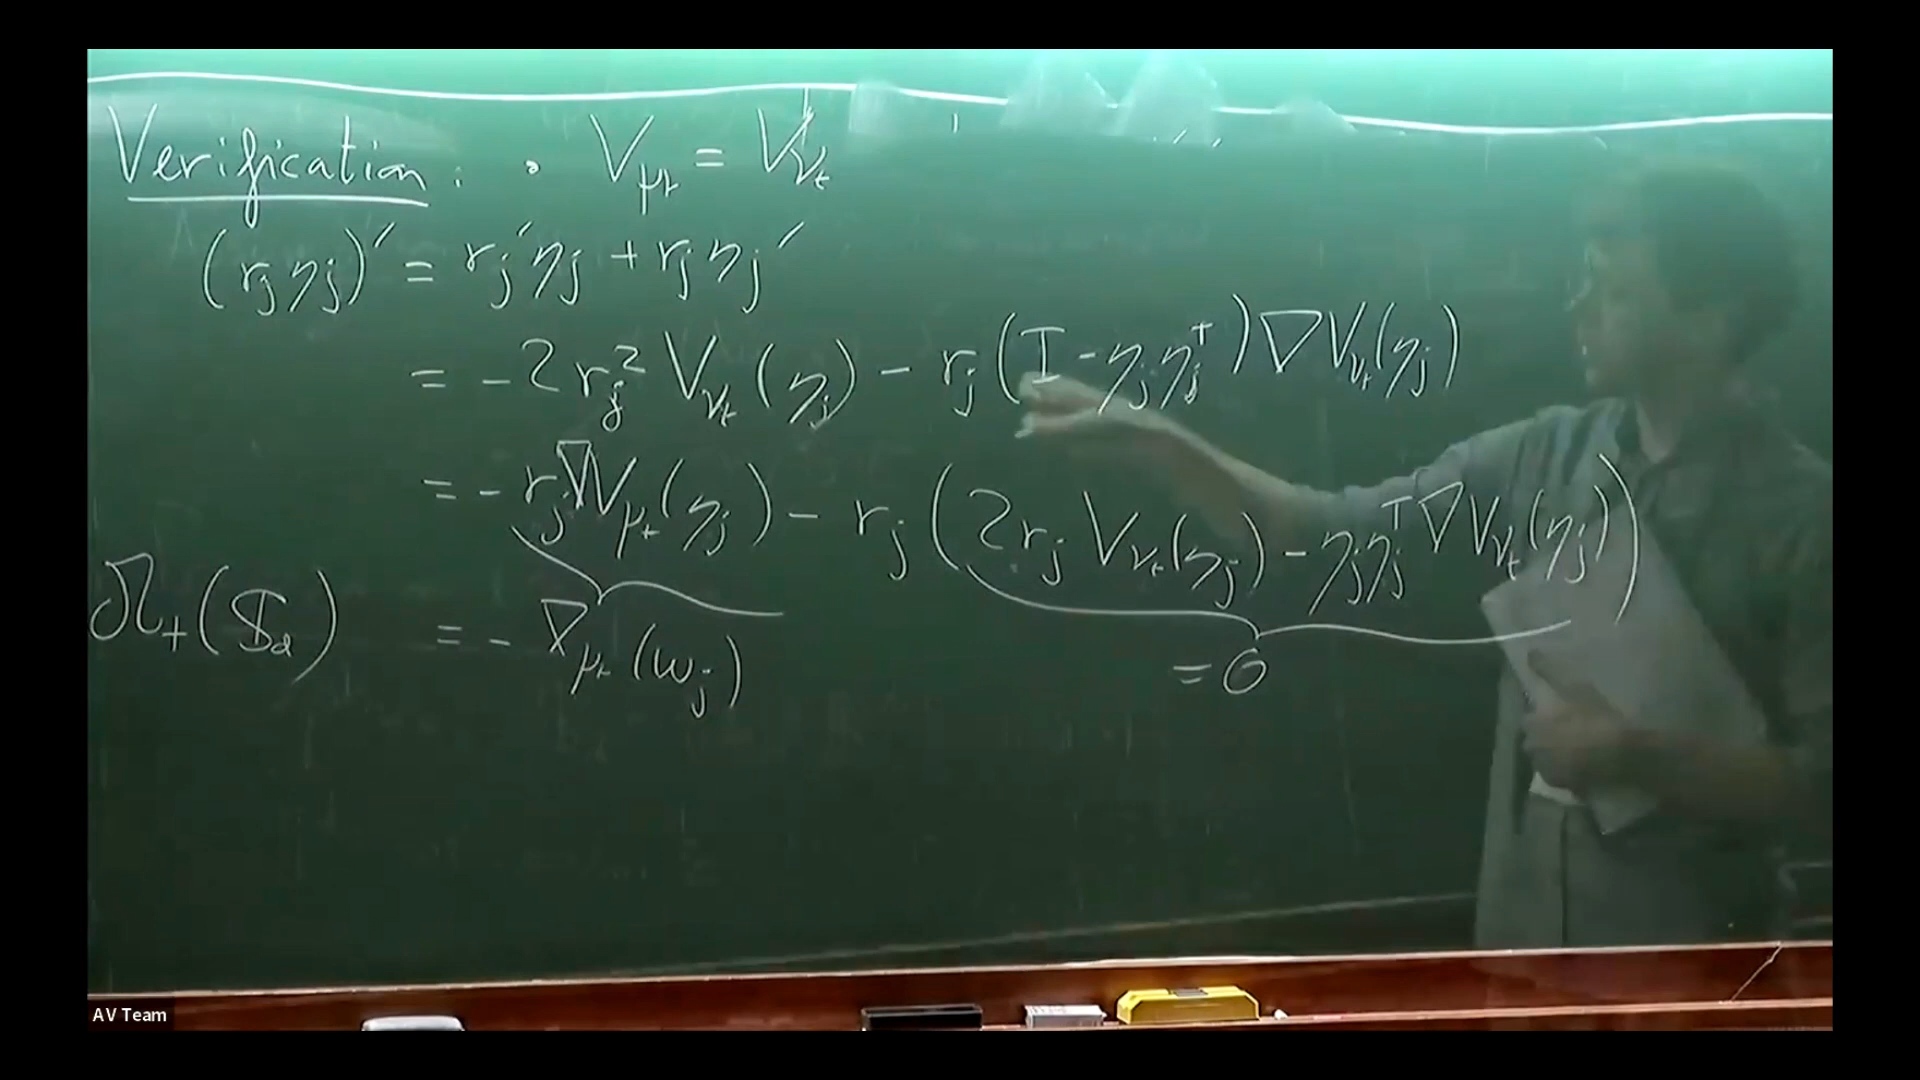 Verification : • V_{μ_t} = V_{ν_t}
(r_j η_j)' = r_j' η_j + r_j η_j'
= - 2 r_j^2 V_{ν_t}(η_j) - r_j (I - η_j η_j^T) ∇V_{ν_t}(η_j)
= - r_j ∇V_{μ_t}(η_j) - r_j (2 r_j V_{ν_t}(η_j) - η_j η_j^T ∇V_{ν_t}(η_j))
M_+(S_d) = - ∇_{μ_t}(w_j) = 0
AV Team